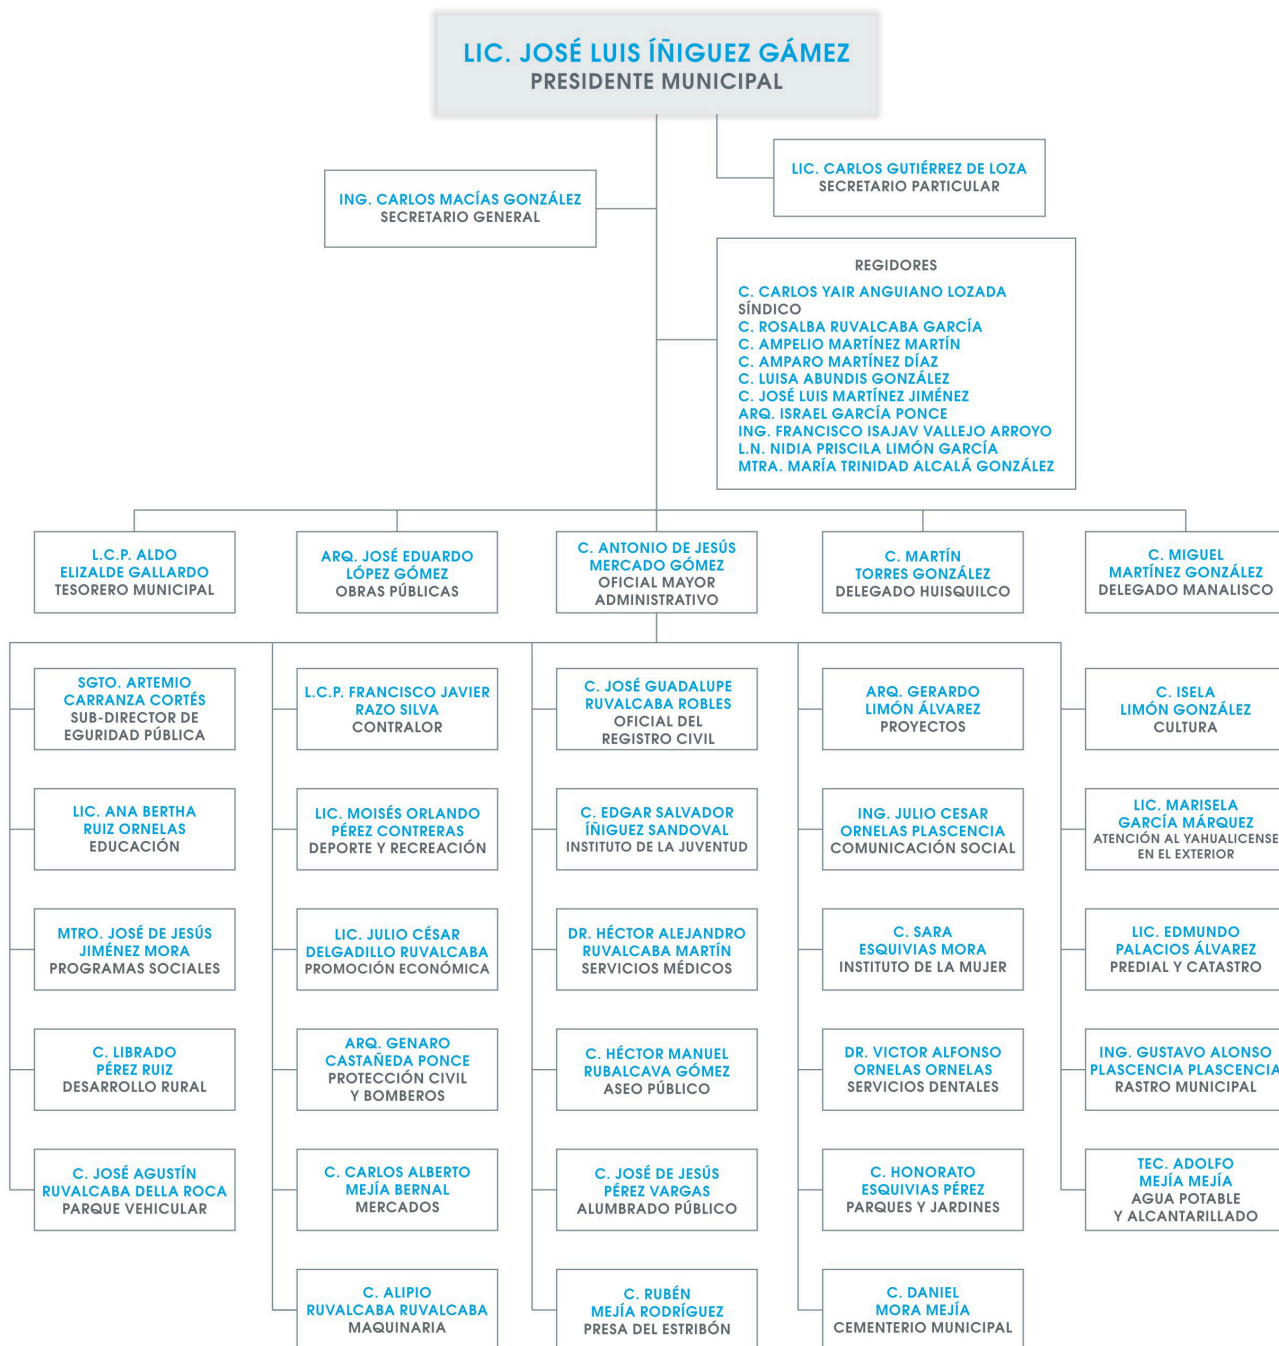 LIC. JOSÉ LUIS ÍÑIGUEZ GÁMEZ
PRESIDENTE MUNICIPAL
LIC. CARLOS GUTIÉRREZ DE LOZA
SECRETARIO PARTICULAR
ING. CARLOS MACÍAS GONZÁLEZ
SECRETARIO GENERAL
REGIDORES
C. CARLOS YAIR ANGUIANO LOZADA
SÍNDICO
C. ROSALBA RUVALCABA GARCÍA
C. AMPELIO MARTÍNEZ MARTÍN
C. AMPARO MARTÍNEZ DÍAZ
C. LUISA ABUNDIS GONZÁLEZ
C. JOSÉ LUIS MARTÍNEZ JIMÉNEZ
ARQ. ISRAEL GARCÍA PONCE
ING. FRANCISCO ISAJAV VALLEJO ARROYO
L.N. NIDIA PRISCILA LIMÓN GARCÍA
MTRA. MARÍA TRINIDAD ALCALÁ GONZÁLEZ
L.C.P. ALDO
ELIZALDE GALLARDO
TESORERO MUNICIPAL
ARQ. JOSÉ EDUARDO
LÓPEZ GÓMEZ
OBRAS PÚBLICAS
C. ANTONIO DE JESÚS
MERCADO GÓMEZ
OFICIAL MAYOR
ADMINISTRATIVO
C. MARTÍN
TORRES GONZÁLEZ
DELEGADO HUISQUILCO
C. MIGUEL
MARTÍNEZ GONZÁLEZ
DELEGADO MANALISCO
SGTO. ARTEMIO
CARRANZA CORTÉS
SUB-DIRECTOR DE
EGURIDAD PÚBLICA
L.C.P. FRANCISCO JAVIER
RAZO SILVA
CONTRALOR
C. JOSÉ GUADALUPE
RUVALCABA ROBLES
OFICIAL DEL
REGISTRO CIVIL
ARQ. GERARDO
LIMÓN ÁLVAREZ
PROYECTOS
C. ISELA
LIMÓN GONZÁLEZ
CULTURA
LIC. ANA BERTHA
RUIZ ORNELAS
EDUCACIÓN
LIC. MOISÉS ORLANDO
PÉREZ CONTRERAS
DEPORTE Y RECREACIÓN
C. EDGAR SALVADOR
ÍÑIGUEZ SANDOVAL
INSTITUTO DE LA JUVENTUD
ING. JULIO CESAR
ORNELAS PLASCENCIA
COMUNICACIÓN SOCIAL
LIC. MARISELA
GARCÍA MÁRQUEZ
ATENCIÓN AL YAHUALICENSE
EN EL EXTERIOR
MTRO. JOSÉ DE JESÚS
JIMÉNEZ MORA
PROGRAMAS SOCIALES
LIC. JULIO CÉSAR
DELGADILLO RUVALCABA
PROMOCIÓN ECONÓMICA
DR. HÉCTOR ALEJANDRO
RUVALCABA MARTÍN
SERVICIOS MÉDICOS
C. SARA
ESQUIVIAS MORA
INSTITUTO DE LA MUJER
LIC. EDMUNDO
PALACIOS ÁLVAREZ
PREDIAL Y CATASTRO
C. LIBRADO
PÉREZ RUIZ
DESARROLLO RURAL
ARQ. GENARO
CASTAÑEDA PONCE
PROTECCIÓN CIVIL
Y BOMBEROS
C. HÉCTOR MANUEL
RUBALCAVA GÓMEZ
ASEO PÚBLICO
DR. VICTOR ALFONSO
ORNELAS ORNELAS
SERVICIOS DENTALES
ING. GUSTAVO ALONSO
PLASCENCIA PLASCENCIA
RASTRO MUNICIPAL
C. JOSÉ AGUSTÍN
RUVALCABA DELLA ROCA
PARQUE VEHICULAR
C. CARLOS ALBERTO
MEJÍA BERNAL
MERCADOS
C. JOSÉ DE JESÚS
PÉREZ VARGAS
ALUMBRADO PÚBLICO
C. HONORATO
ESQUIVIAS PÉREZ
PARQUES Y JARDINES
TEC. ADOLFO
MEJÍA MEJÍA
AGUA POTABLE
Y ALCANTARILLADO
C. ALIPIO
RUVALCABA RUVALCABA
MAQUINARIA
C. RUBÉN
MEJÍA RODRÍGUEZ
PRESA DEL ESTRIBÓN
C. DANIEL
MORA MEJÍA
CEMENTERIO MUNICIPAL